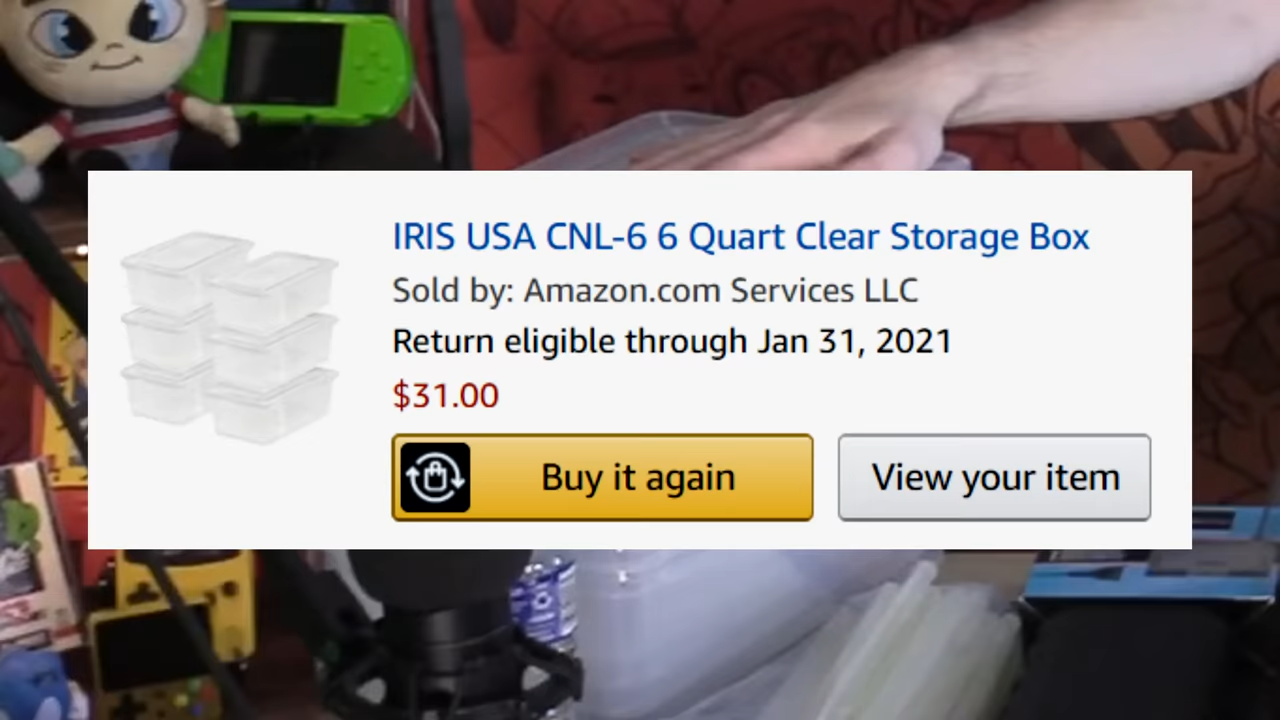 IRIS USA CNL-6 6 Quart Clear Storage Box
Sold by: Amazon.com Services LLC
Return eligible through Jan 31, 2021
$31.00
Buy it again
View your item